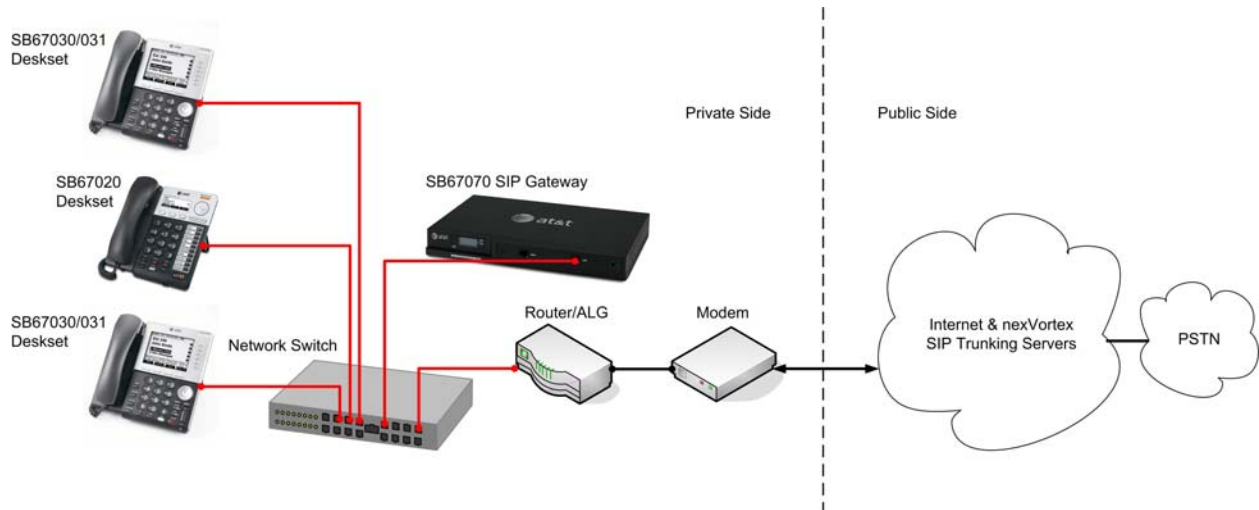 SB67030/031
Deskset
SB67020
Deskset
SB67030/031
Deskset
Network Switch
SB67070 SIP Gateway
at&t
Router/ALG
Modem
Private Side
Public Side
Internet & nexVortex
SIP Trunking Servers
PSTN